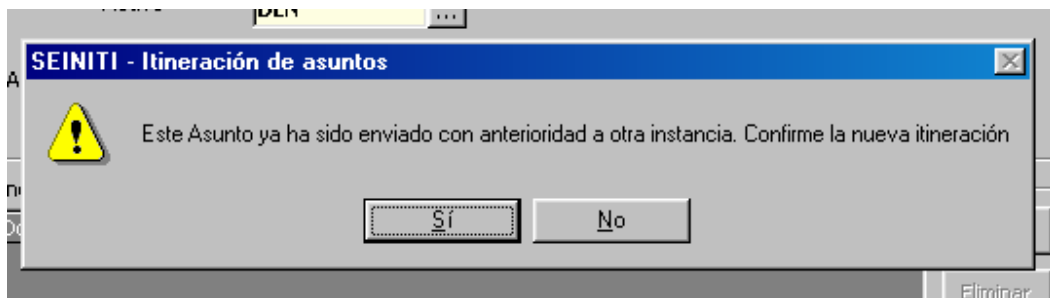 SEINITI - Itineración de asuntos
Este Asunto ya ha sido enviado con anterioridad a otra instancia. Confirme la nueva itineración
Sí
No
Eliminar